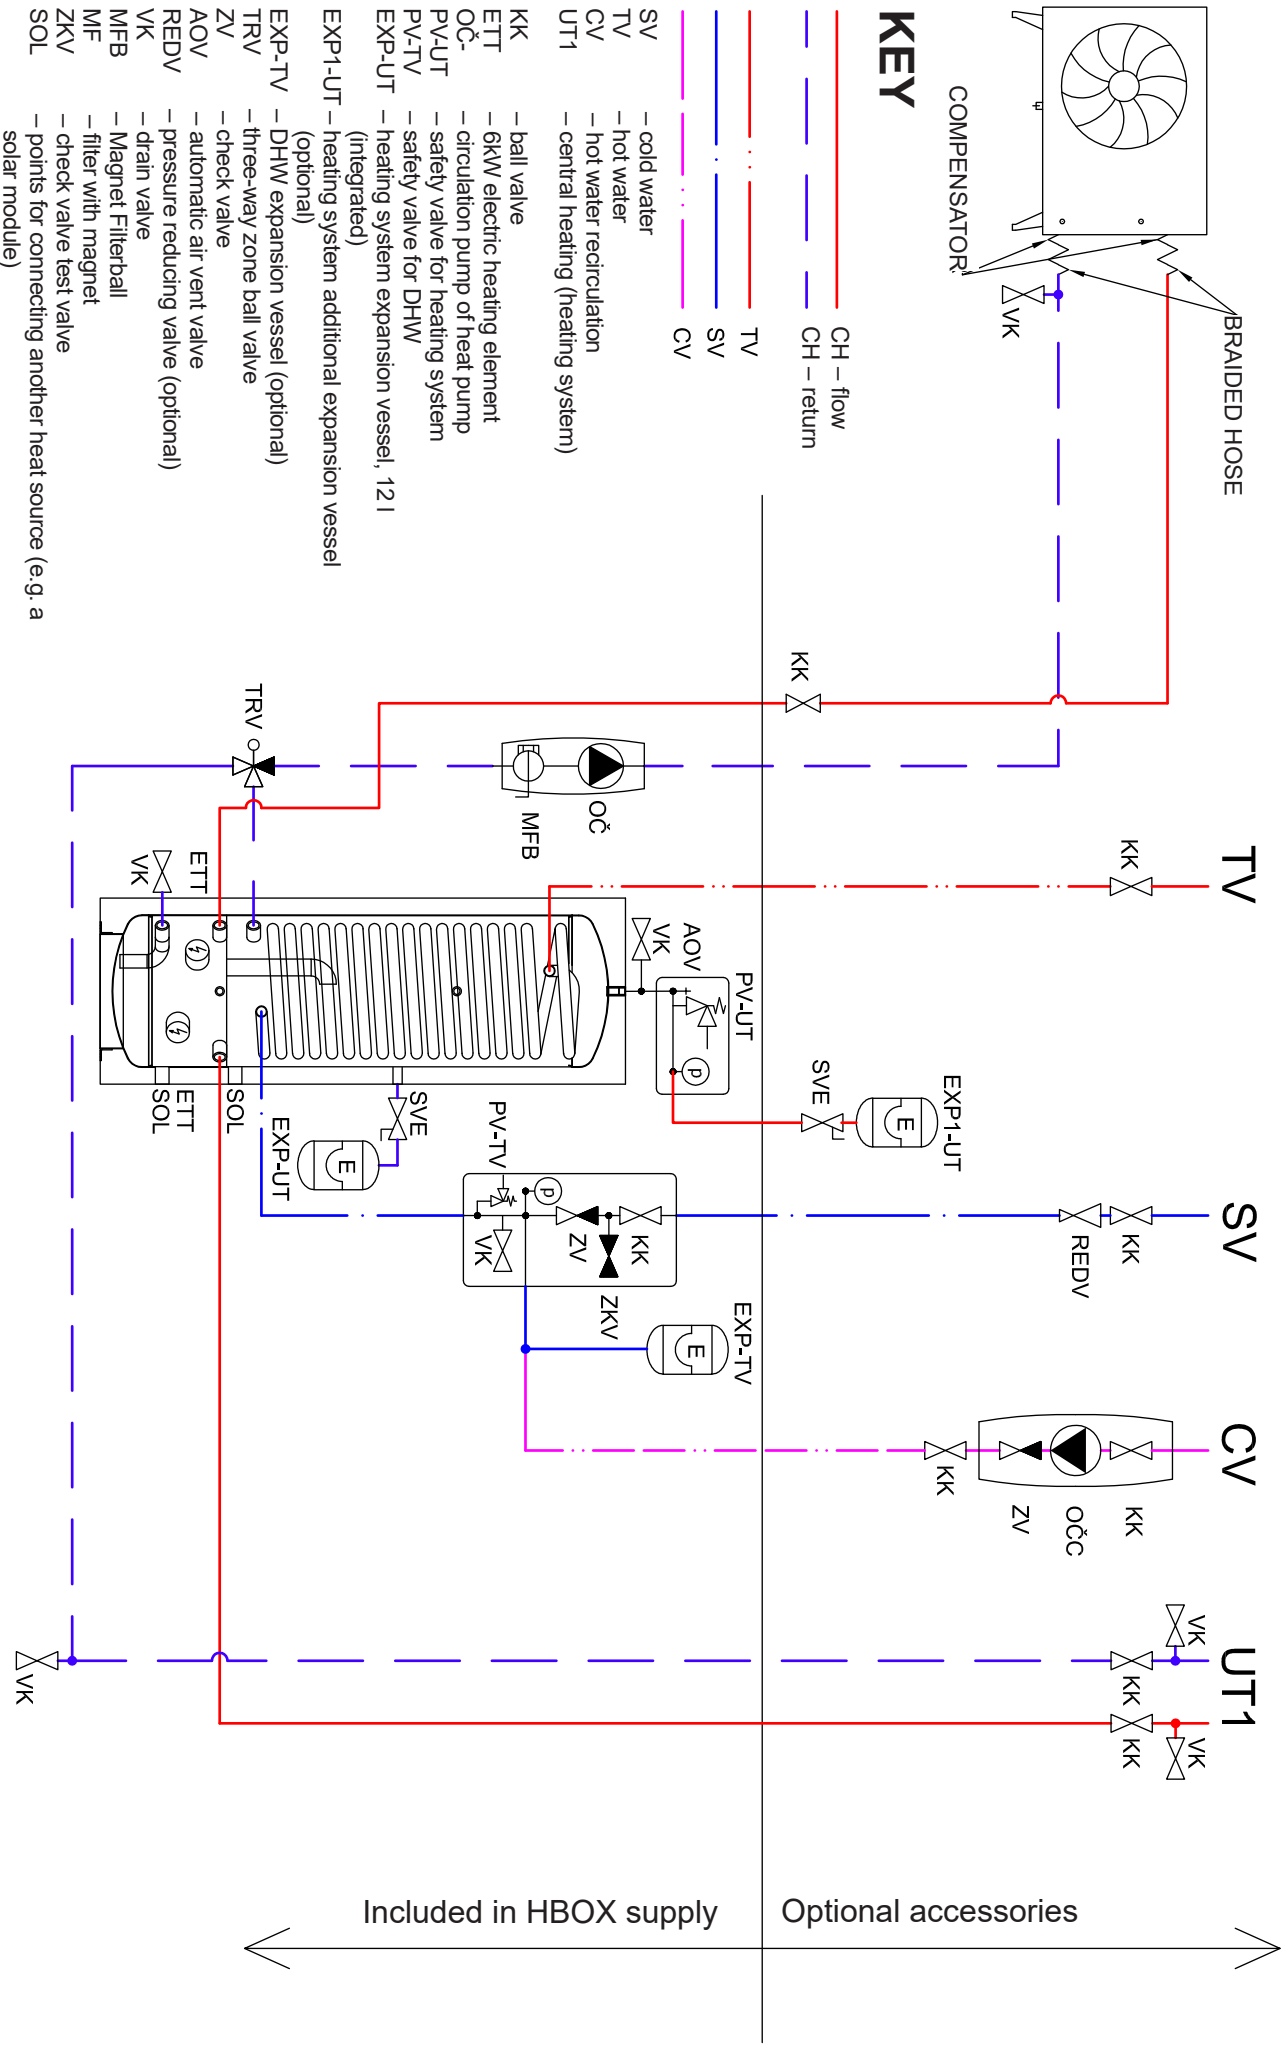 KEY
COMPENSATOR
BRAIDED HOSE
VK
CH – flow
CH – return
TV
SV
CV
SV – cold water
TV – hot water
CV – hot water recirculation
UT1 – central heating (heating system)
KK – ball valve
ETT – 6kW electric heating element
OČ- – circulation pump of heat pump
PV-UT – safety valve for heating system
PV-TV – safety valve for DHW
EXP-UT – heating system expansion vessel, 12 l
(integrated)
EXP1-UT – heating system additional expansion vessel
(optional)
EXP-TV – DHW expansion vessel (optional)
TRV – three-way zone ball valve
ZV – check valve
AOV – automatic air vent valve
REDV – pressure reducing valve (optional)
VK – drain valve
MFB – Magnet Filterball
MF – filter with magnet
ZKV – check valve test valve
SOL – points for connecting another heat source (e.g. a
solar module)
KK
TRV
OČ
MFB
TV
KK
ETT
VK
VK
AOV
PV-UT
p
SVE
EXP1-UT
E
SOL
ETT
SOL
SVE
EXP-UT
E
PV-TV
p
VK
ZV
KK
ZKV
EXP-TV
E
SV
KK
REDV
CV
KK
OČC
ZV
KK
UT1
VK
KK
KK
VK
VK
Included in HBOX supply
Optional accessories